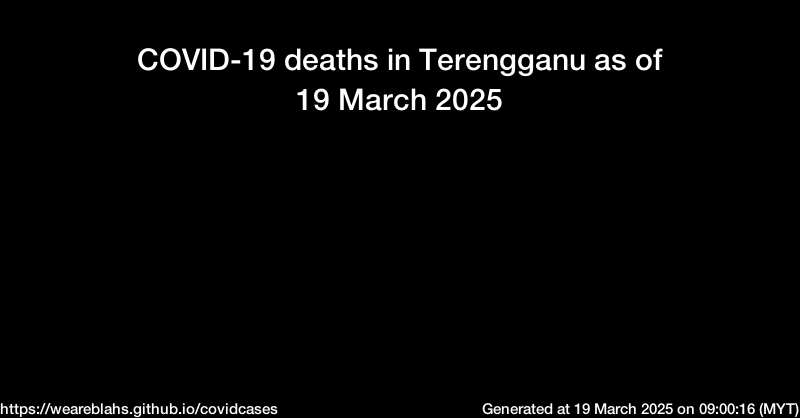 COVID-19 deaths in Terengganu as of
19 March 2025
https://weareblahs.github.io/covidcases
Generated at 19 March 2025 on 09:00:16 (MYT)